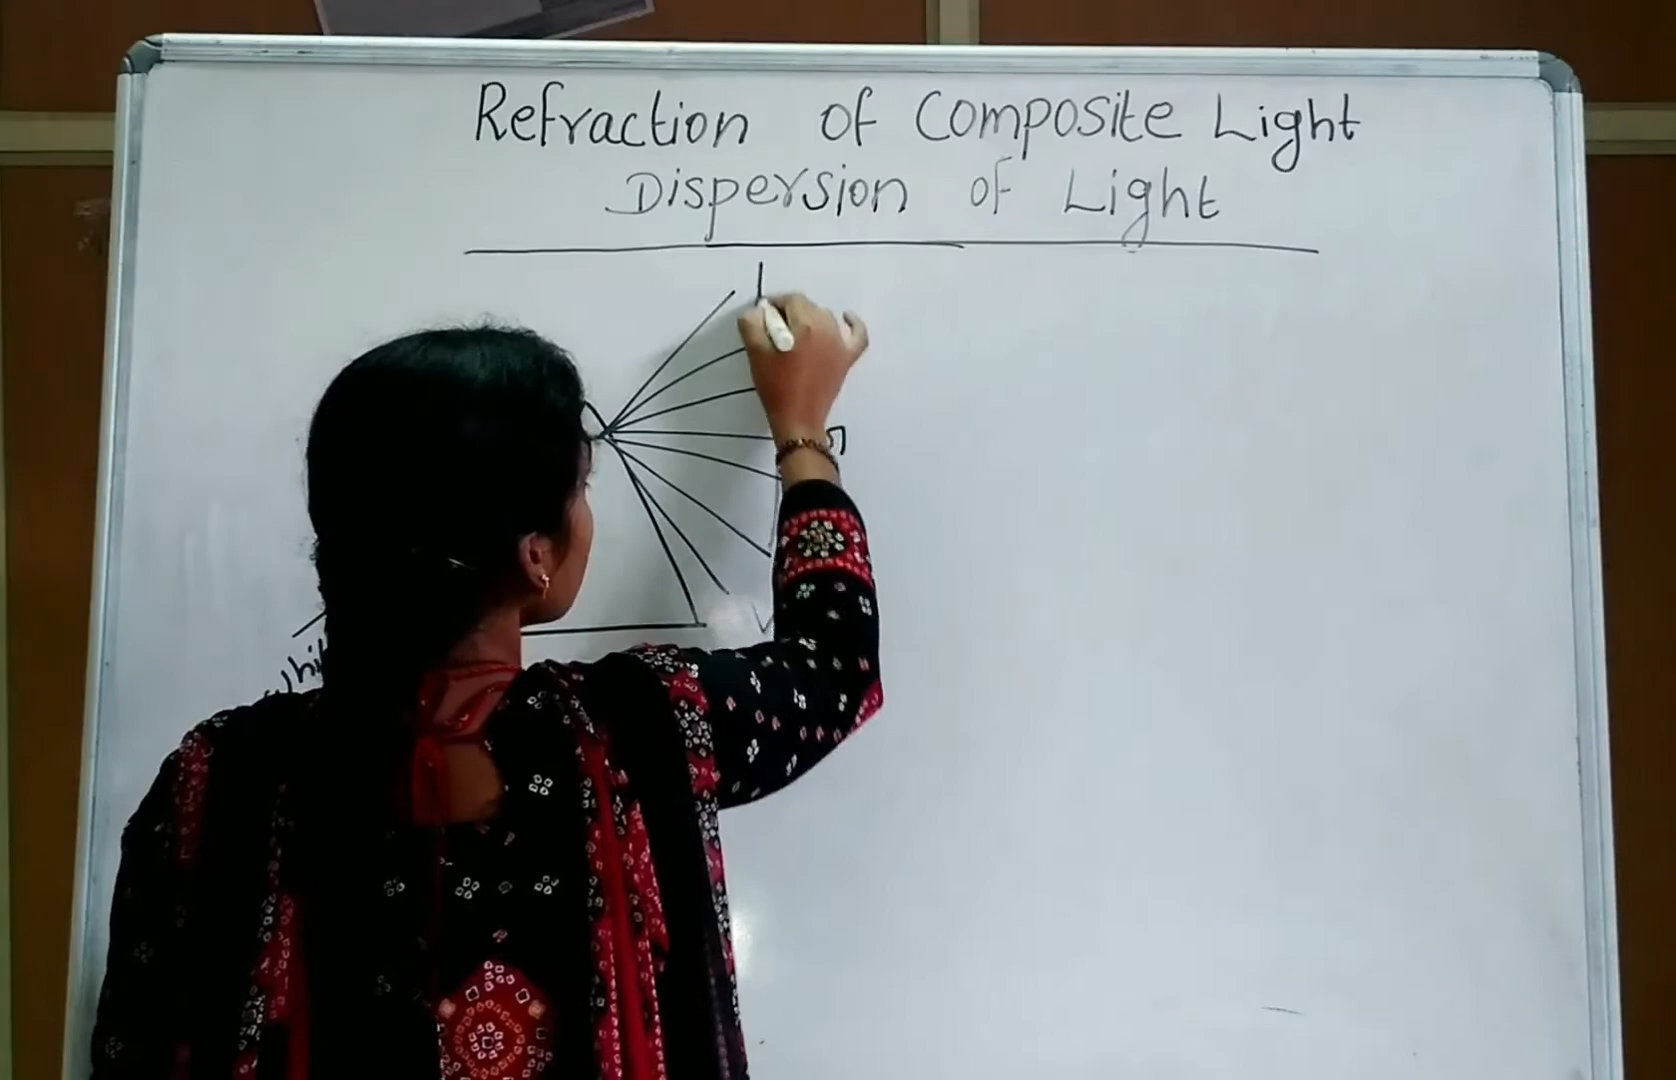 Refraction of Composite Light
Dispersion of Light